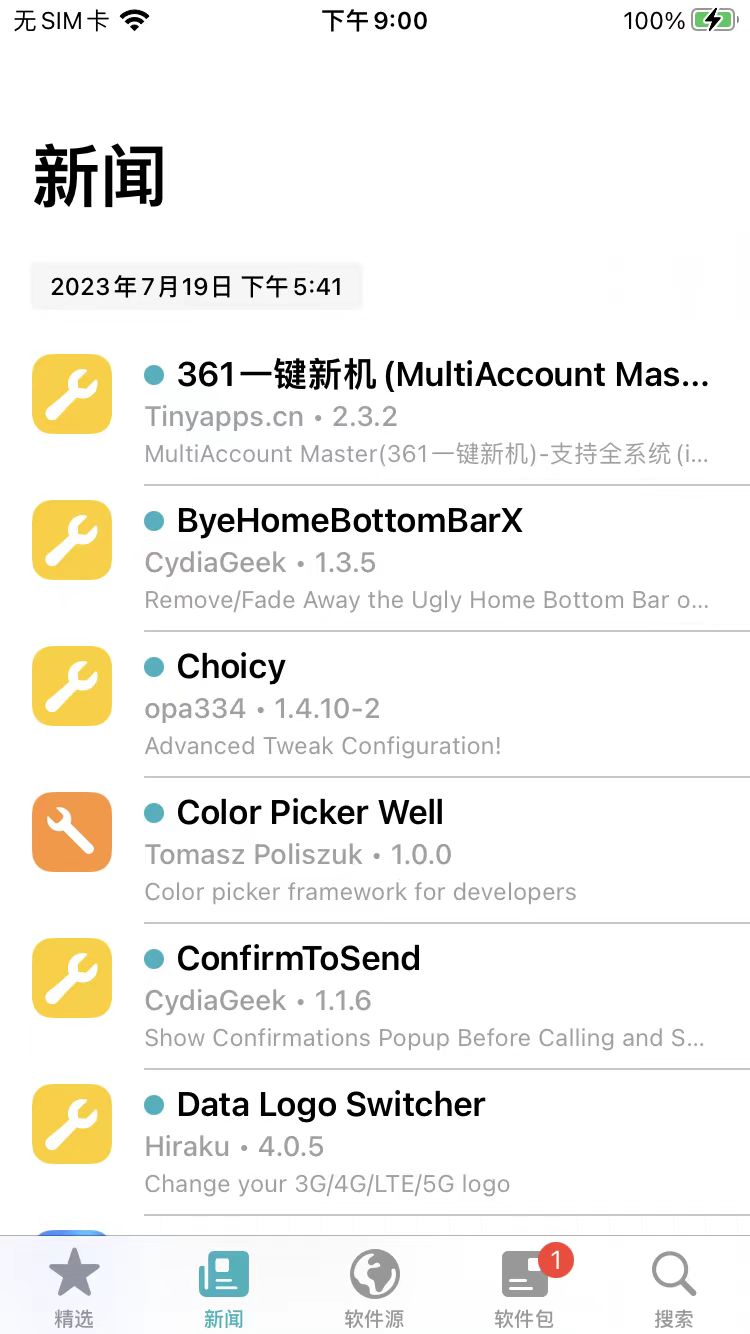 无SIM卡 下午9:00 100%
新闻
2023年7月19日 下午5:41
361一键新机 (MultiAccount Mas...
Tinyapps.cn • 2.3.2
MultiAccount Master(361一键新机)-支持全系统 (i...
ByeHomeBottomBarX
CydiaGeek • 1.3.5
Remove/Fade Away the Ugly Home Bottom Bar o...
Choicy
opa334 • 1.4.10-2
Advanced Tweak Configuration!
Color Picker Well
Tomasz Poliszuk • 1.0.0
Color picker framework for developers
ConfirmToSend
CydiaGeek • 1.1.6
Show Confirmations Popup Before Calling and S...
Data Logo Switcher
Hiraku • 4.0.5
Change your 3G/4G/LTE/5G logo
1
精选 新闻 软件源 软件包 搜索